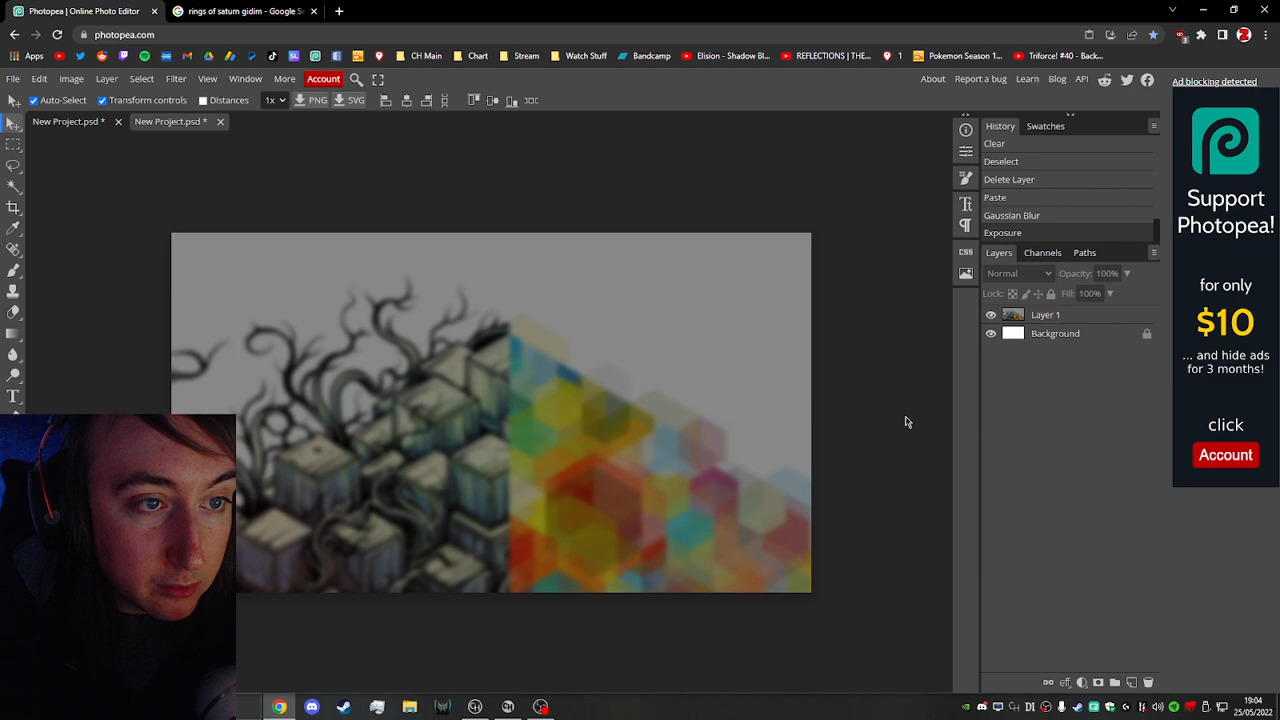 Photopea | Online Photo Editor
rings of saturn gidim - Google Se
photopea.com
Apps
SL
CH Main
Chart
Stream
Watch Stuff
Bandcamp
Elision - Shadow Bl...
REFLECTIONS | THE...
1
Pokemon Season 1...
Triforce! #40 - Back...
File
Edit
Image
Layer
Select
Filter
View
Window
More
Account
About
Report a bug
Learn
Blog
API
Ad blocking detected
Auto-Select
Transform controls
Distances
1x
PNG
SVG
New Project.psd *
New Project.psd *
History
Swatches
Clear
Deselect
Delete Layer
Paste
Gaussian Blur
Exposure
Layers
Channels
Paths
Normal
Opacity: 100%
Lock:
Fill: 100%
Layer 1
Background
CSS
Support
Photopea!
for only
$10
... and hide ads
for 3 months!
click
Account
eff
19:04
25/05/2022